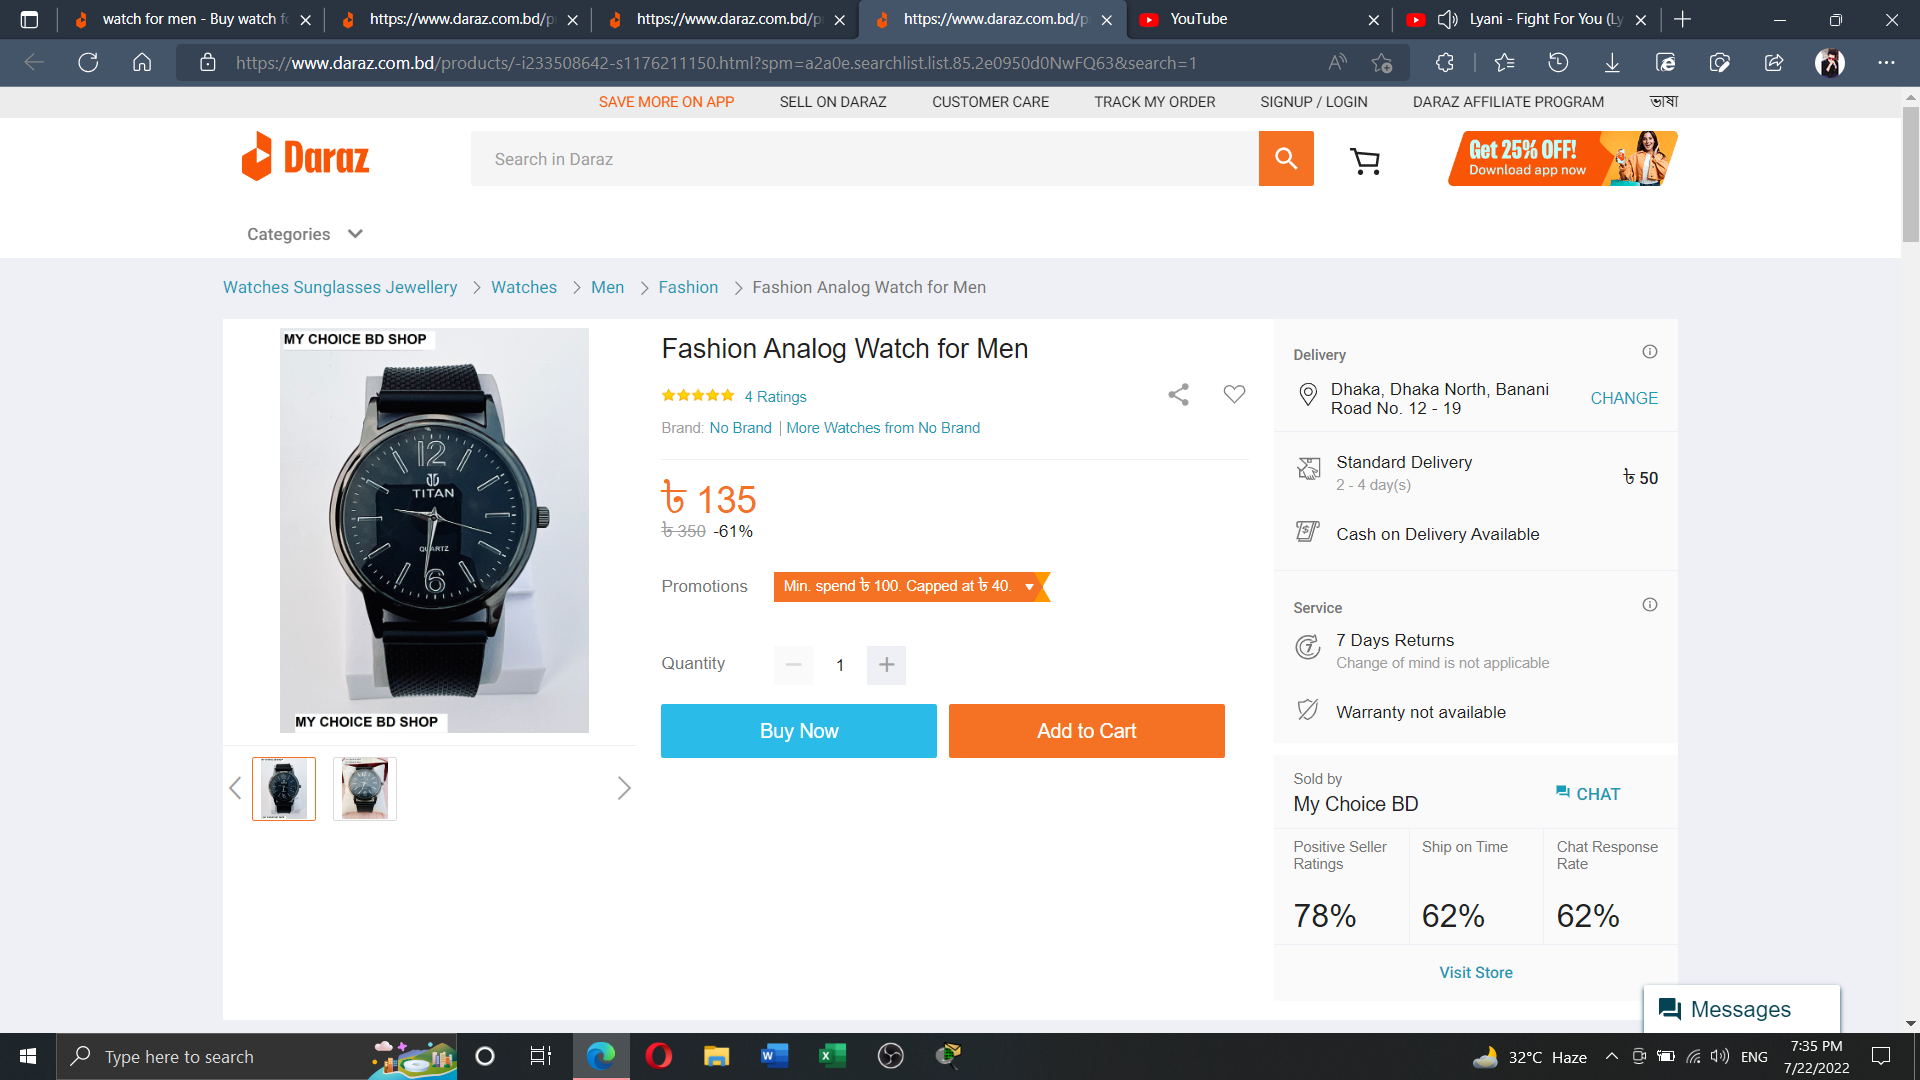 watch for men - Buy watch f
https://www.daraz.com.bd/p
https://www.daraz.com.bd/p
https://www.daraz.com.bd/p
YouTube
Lyani - Fight For You (Ly
https://www.daraz.com.bd/products/-i233508642-s1176211150.html?spm=a2a0e.searchlist.list.85.2e0950d0NwFQ63&search=1
SAVE MORE ON APP
SELL ON DARAZ
CUSTOMER CARE
TRACK MY ORDER
SIGNUP / LOGIN
DARAZ AFFILIATE PROGRAM
ভাষা
Daraz
Search in Daraz
Get 25% OFF!
Download app now
Categories
Watches Sunglasses Jewellery > Watches > Men > Fashion > Fashion Analog Watch for Men
MY CHOICE BD SHOP
12
TITAN
QUARTZ
6
MY CHOICE BD SHOP
Fashion Analog Watch for Men
4 Ratings
Brand: No Brand | More Watches from No Brand
৳ 135
৳ 350 -61%
Promotions
Min. spend ৳ 100. Capped at ৳ 40.
Quantity
1
Buy Now
Add to Cart
Delivery
Dhaka, Dhaka North, Banani
Road No. 12 - 19
CHANGE
Standard Delivery
2 - 4 day(s)
৳ 50
Cash on Delivery Available
Service
7 Days Returns
Change of mind is not applicable
Warranty not available
Sold by
My Choice BD
CHAT
Positive Seller
Ratings
78%
Ship on Time
62%
Chat Response
Rate
62%
Visit Store
Messages
Type here to search
32°C Haze
ENG
7:35 PM
7/22/2022